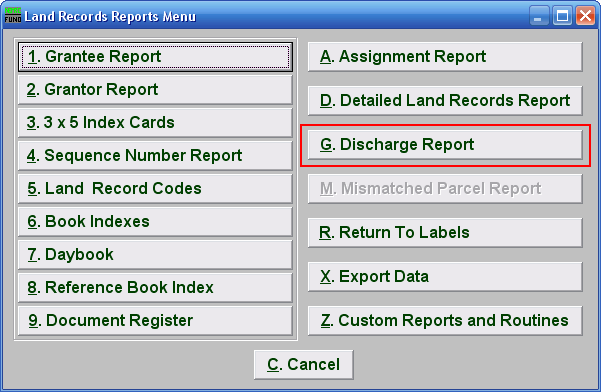 Land Records Reports Menu
1. Grantee Report
2. Grantor Report
3. 3 x 5 Index Cards
4. Sequence Number Report
5. Land  Record Codes
6. Book Indexes
7. Daybook
8. Reference Book Index
9. Document Register
A. Assignment Report
D. Detailed Land Records Report
G. Discharge Report
M. Mismatched Parcel Report
R. Return To Labels
X. Export Data
Z. Custom Reports and Routines
C. Cancel